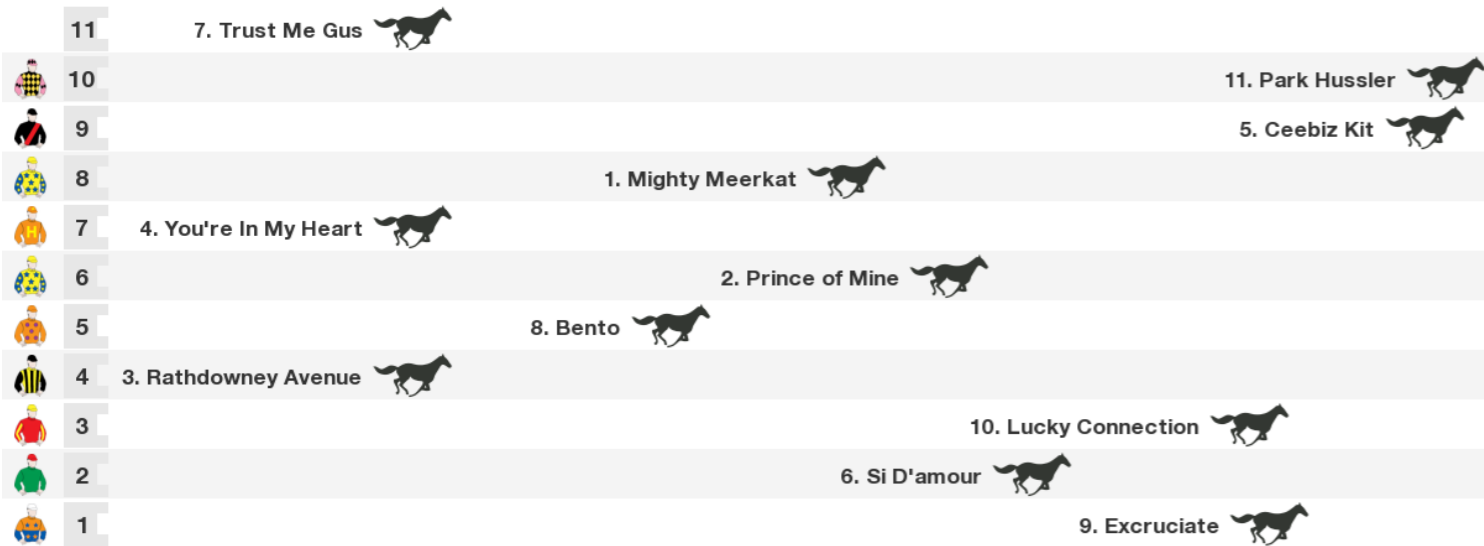 11 7. Trust Me Gus
10 11. Park Hussler
9 5. Ceebiz Kit
8 1. Mighty Meerkat
7 H 4. You're In My Heart
6 2. Prince of Mine
5 8. Bento
4 3. Rathdowney Avenue
3 10. Lucky Connection
2 6. Si D'amour
1 9. Excruciate